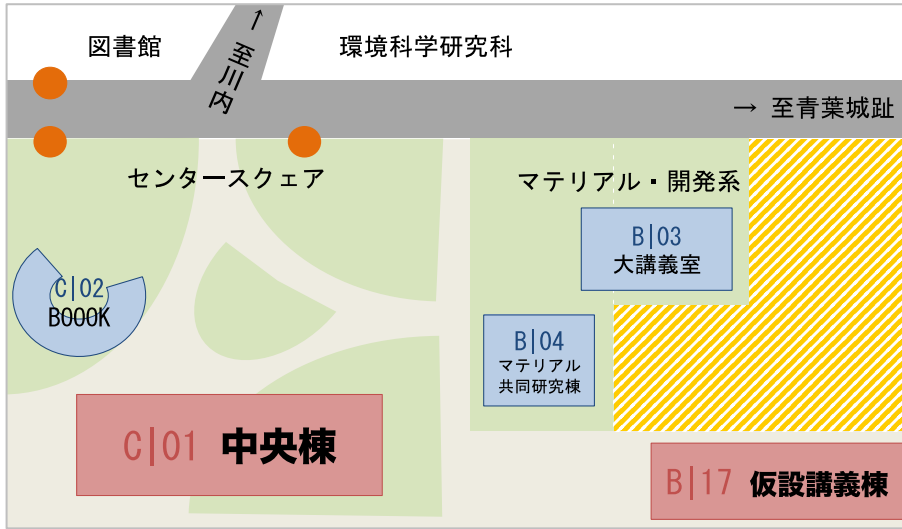 図書館
環境科学研究科
→ 至川内
→ 至青葉城趾
センタースクェア
マテリアル・開発系
B|03
大講義室
C|02
BOOOK
B|04
マテリアル
共同研究棟
C|01 中央棟
B|17 仮設講義棟